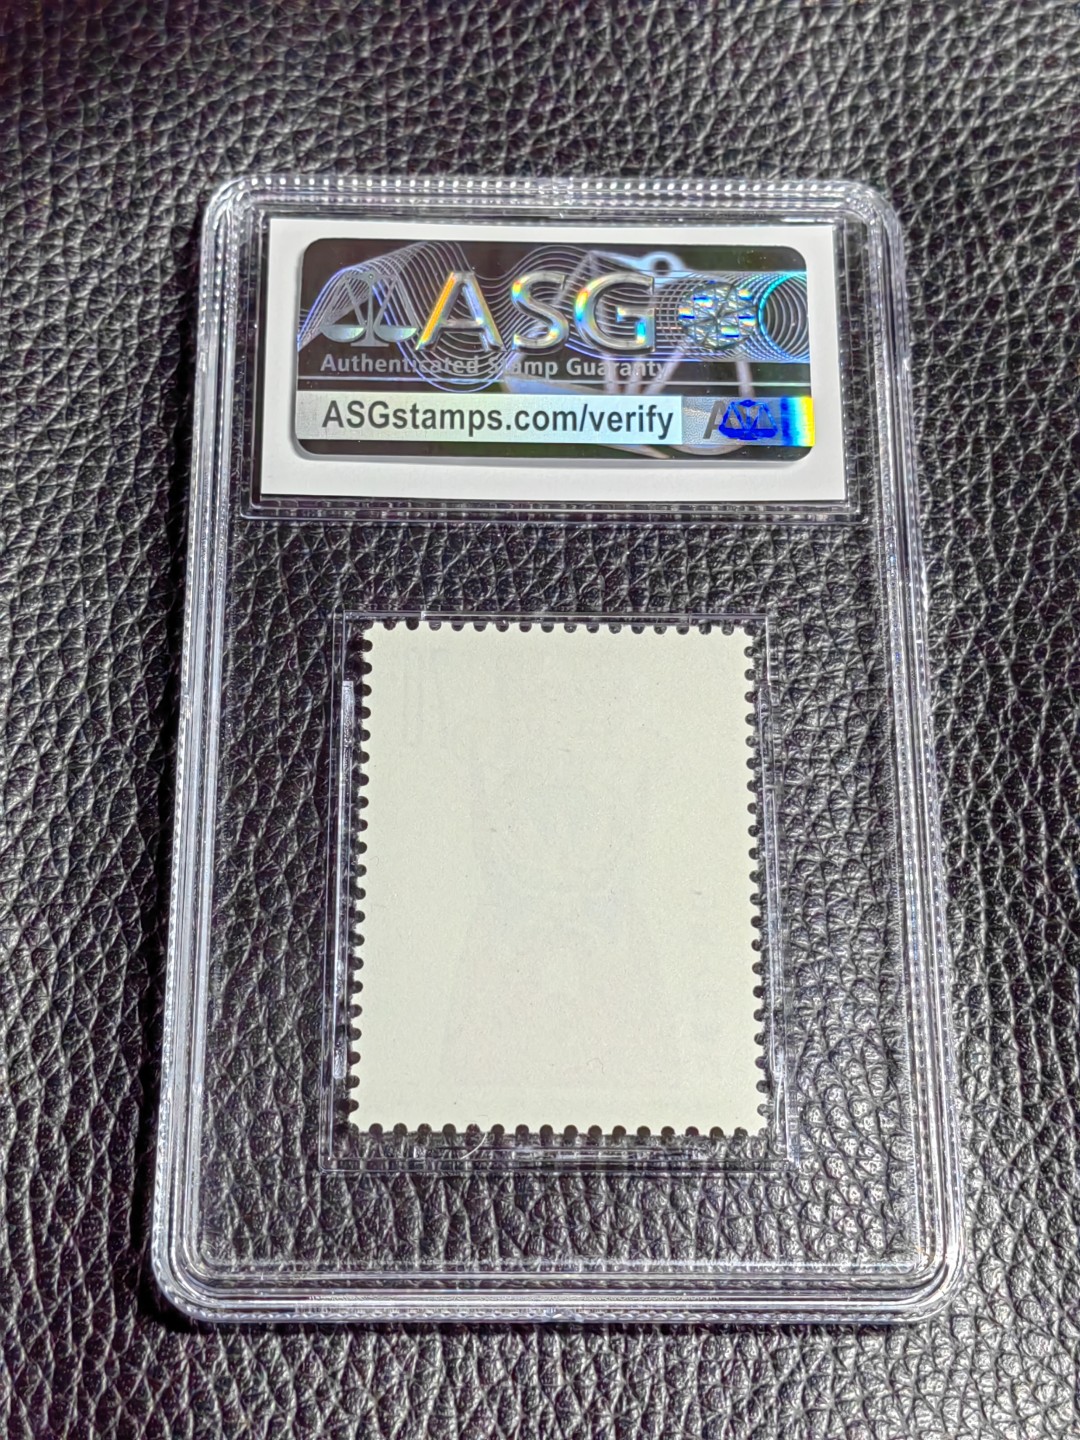 ASG
Authenticated Stamp Guaranty
ASGstamps.com/verify